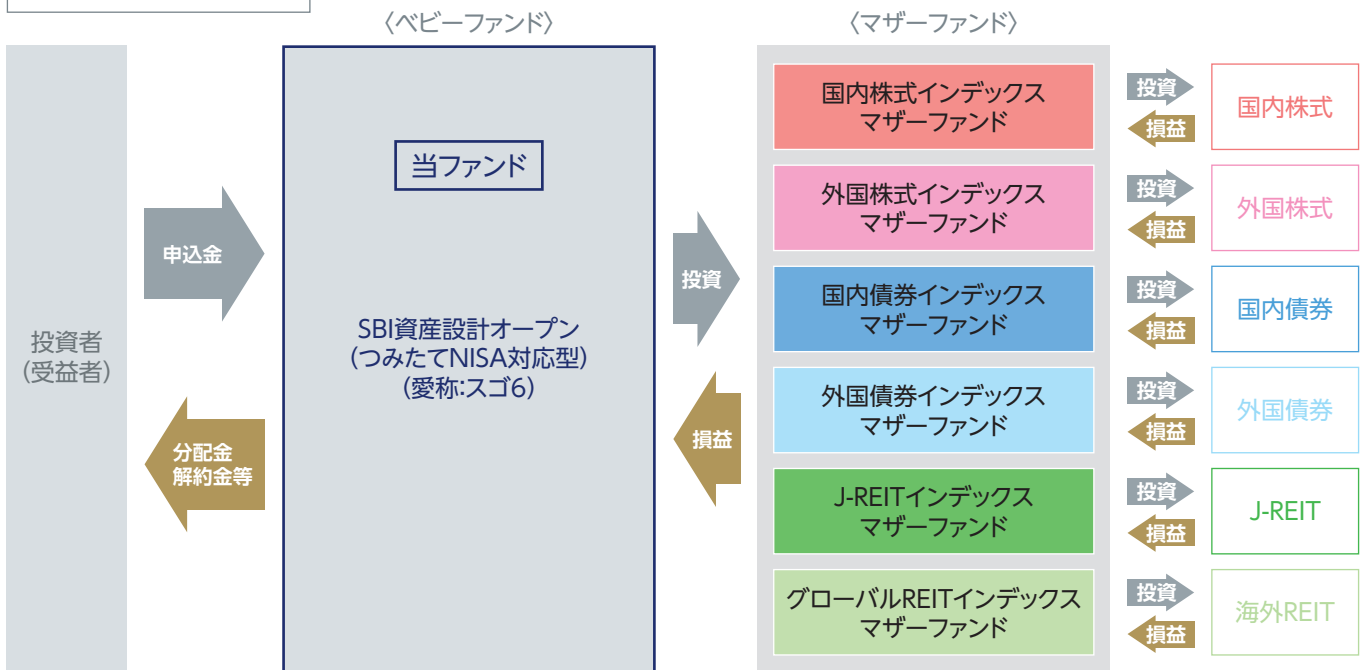 〈ベビーファンド〉
〈マザーファンド〉
投資者
(受益者)
申込金
分配金
解約金等
当ファンド
SBI資産設計オープン
(つみたてNISA対応型)
(愛称:スゴ6)
投資
損益
国内株式インデックス
マザーファンド
投資
損益
国内株式
外国株式インデックス
マザーファンド
投資
損益
外国株式
国内債券インデックス
マザーファンド
投資
損益
国内債券
外国債券インデックス
マザーファンド
投資
損益
外国債券
J-REITインデックス
マザーファンド
投資
損益
J-REIT
グローバルREITインデックス
マザーファンド
投資
損益
海外REIT